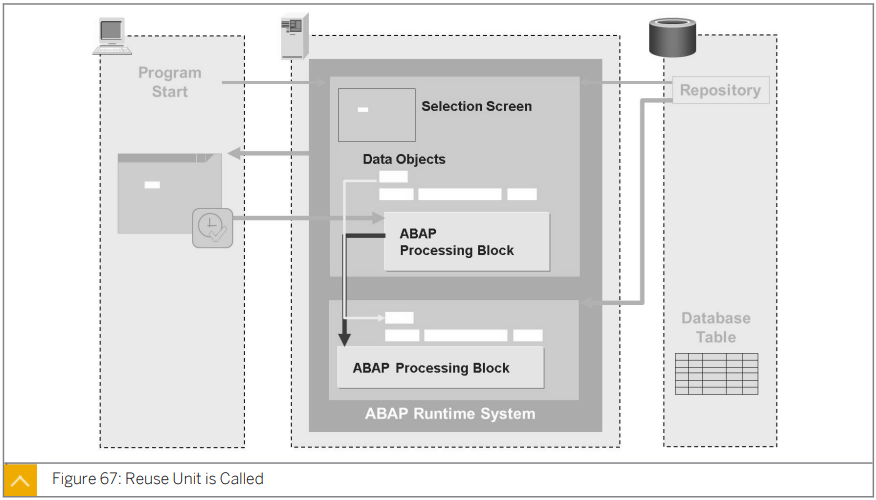 Program
Start
Selection Screen
Repository
Data Objects
ABAP
Processing Block
Database
Table
ABAP Processing Block
ABAP Runtime System
Figure 67: Reuse Unit is Called